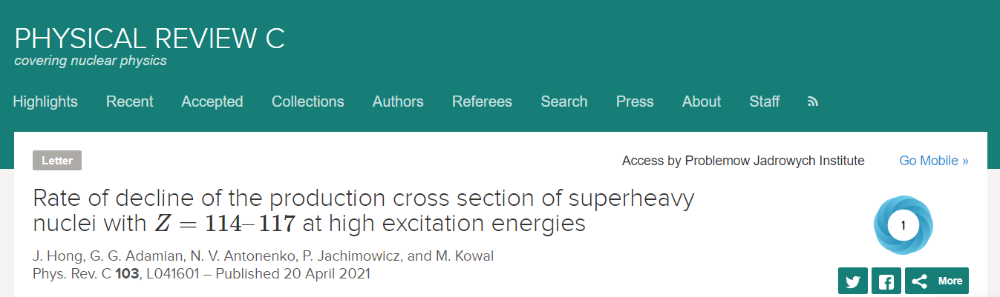 PHYSICAL REVIEW C
covering nuclear physics
Highlights Recent Accepted Collections Authors Referees Search Press About Staff
Letter Access by Problemow Jadrowych Institute Go Mobile »
Rate of decline of the production cross section of superheavy
nuclei with Z = 114–117 at high excitation energies
1
J. Hong, G. G. Adamian, N. V. Antonenko, P. Jachimowicz, and M. Kowal
Phys. Rev. C 103, L041601 – Published 20 April 2021
More